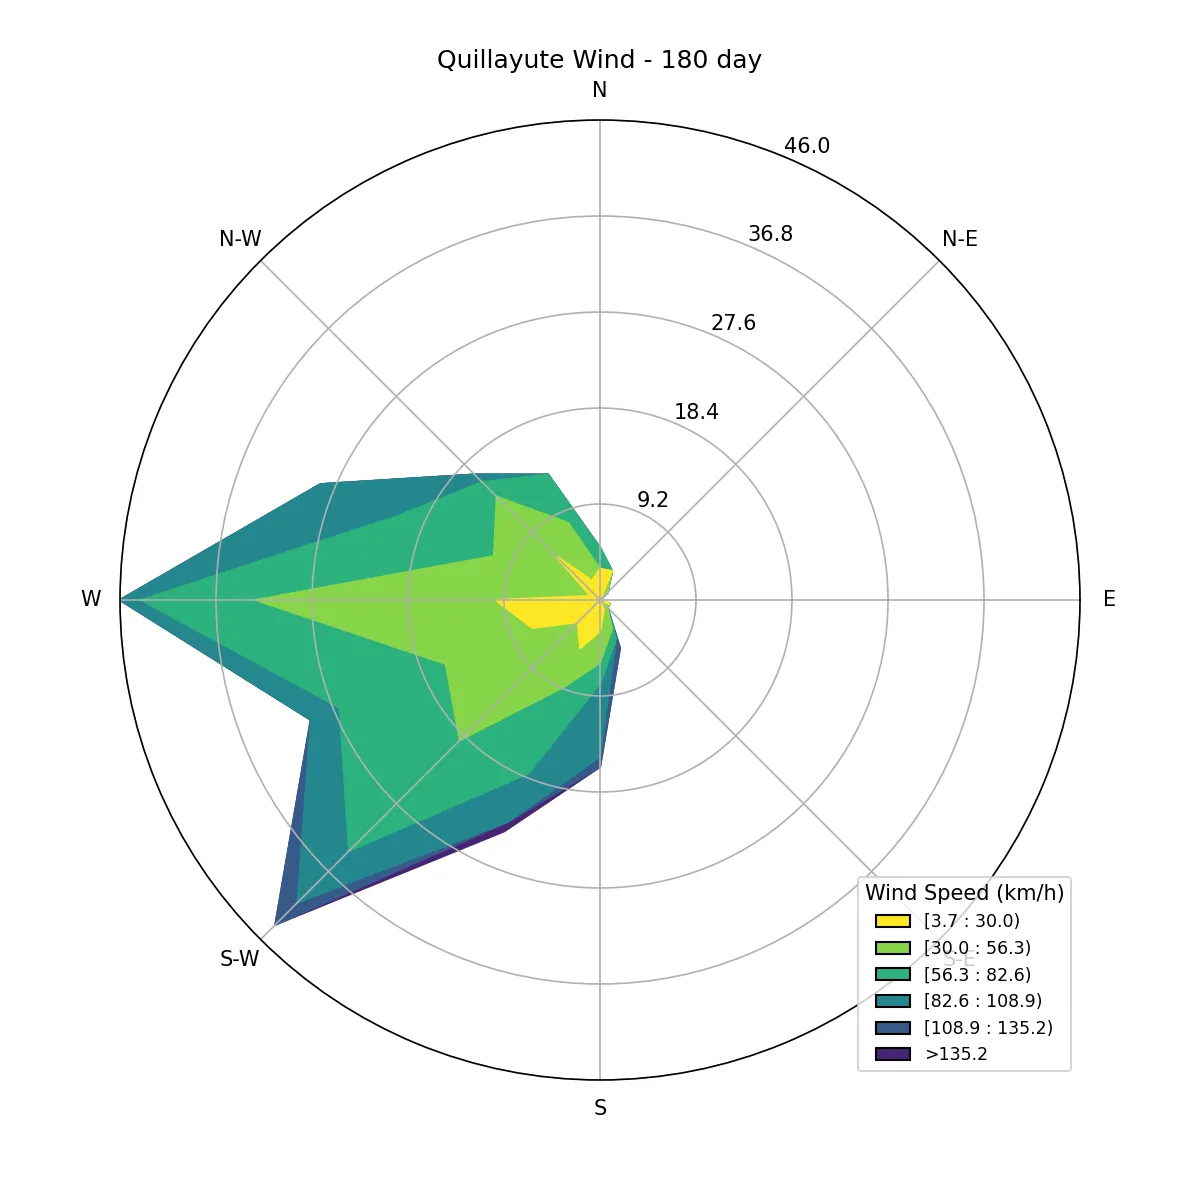 Quillayute Wind - 180 day
N
46.0
N-W
36.8
N-E
27.6
18.4
9.2
W
E
S-W
S-E
S
Wind Speed (km/h)
[3.7 : 30.0)
[30.0 : 56.3)
[56.3 : 82.6)
[82.6 : 108.9)
[108.9 : 135.2)
>135.2